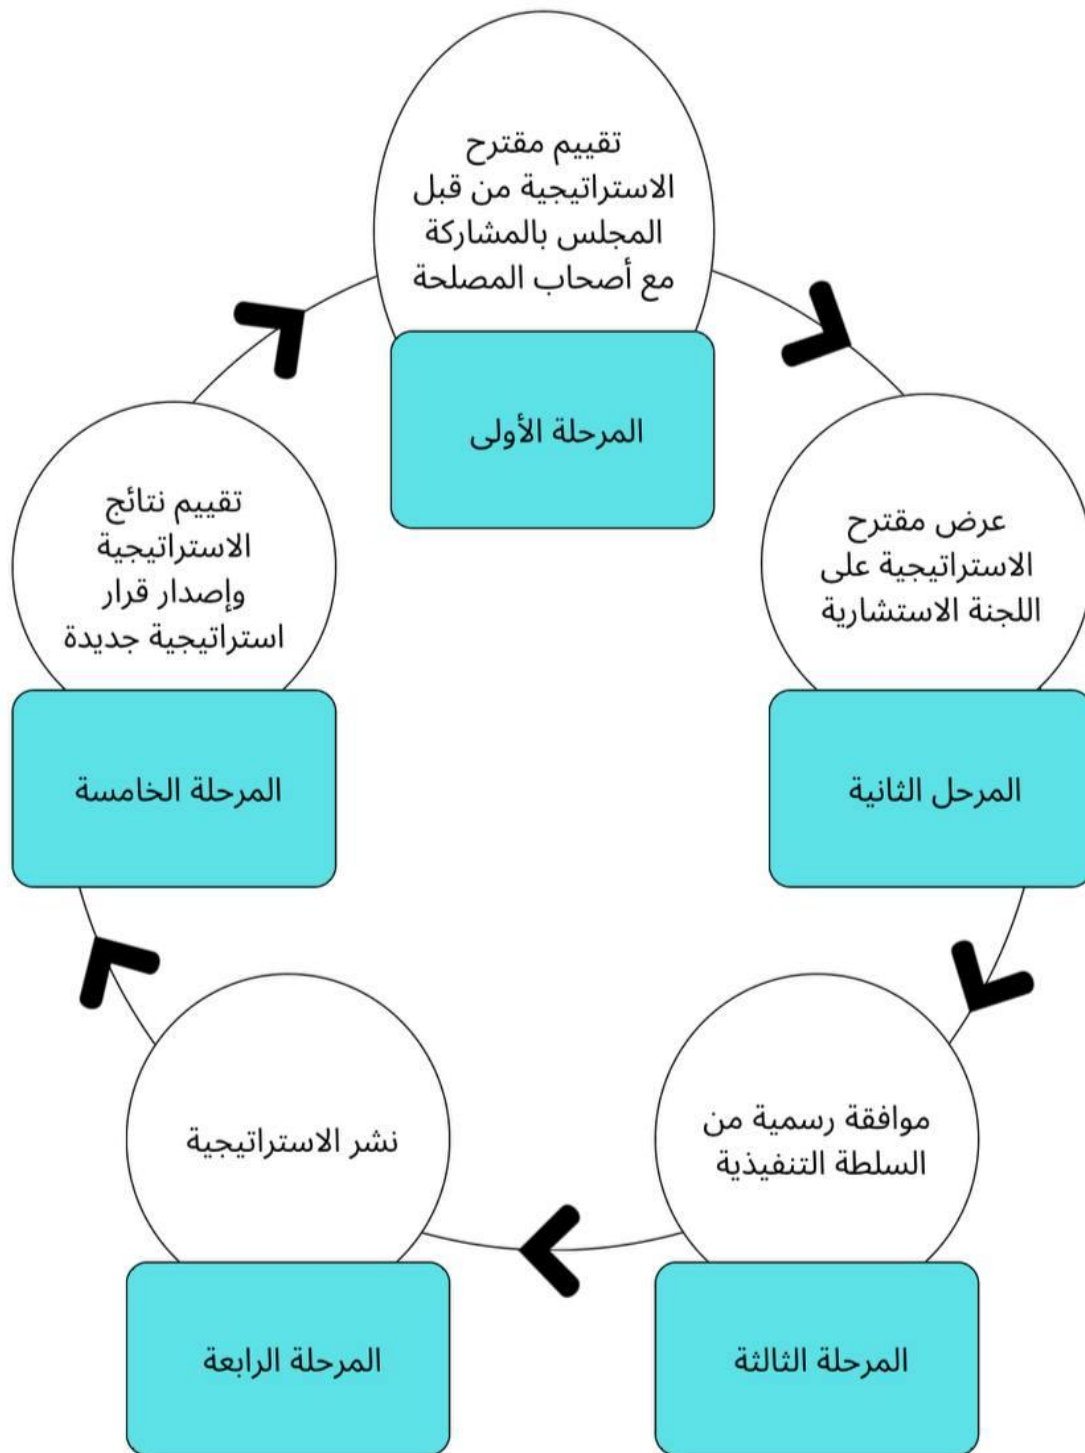 تقييم مقترح
الاستراتيجية من قبل
المجلس بالمشاركة
مع أصحاب المصلحة
المرحلة الأولى
عرض مقترح
الاستراتيجية على
اللجنة الاستشارية
المرحل الثانية
موافقة رسمية من
السلطة التنفيذية
المرحلة الثالثة
نشر الاستراتيجية
المرحلة الرابعة
تقييم نتائج
الاستراتيجية
وإصدار قرار
استراتيجية جديدة
المرحلة الخامسة